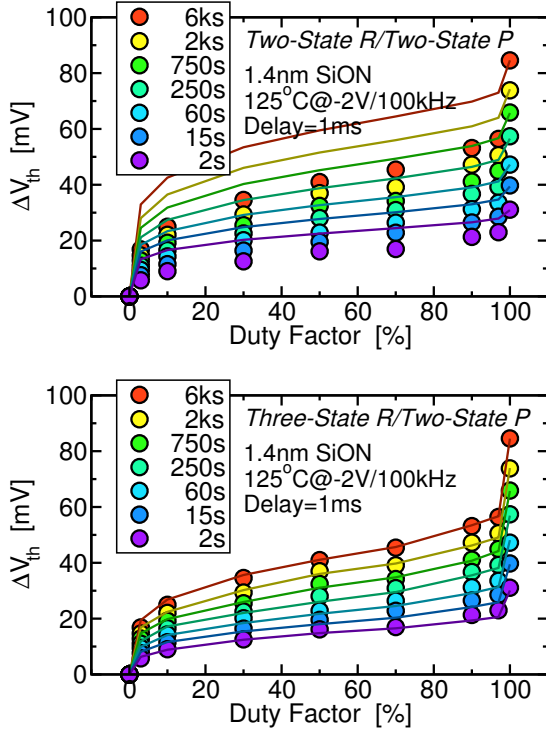 100
80
60
40
20
0
ΔVth [mV]
6ks
2ks
750s
250s
60s
15s
2s
Two-State R/Two-State P
1.4nm SiON
125°C@-2V/100kHz
Delay=1ms
0 20 40 60 80 100
Duty Factor [%]
100
80
60
40
20
0
ΔVth [mV]
6ks
2ks
750s
250s
60s
15s
2s
Three-State R/Two-State P
1.4nm SiON
125°C@-2V/100kHz
Delay=1ms
0 20 40 60 80 100
Duty Factor [%]